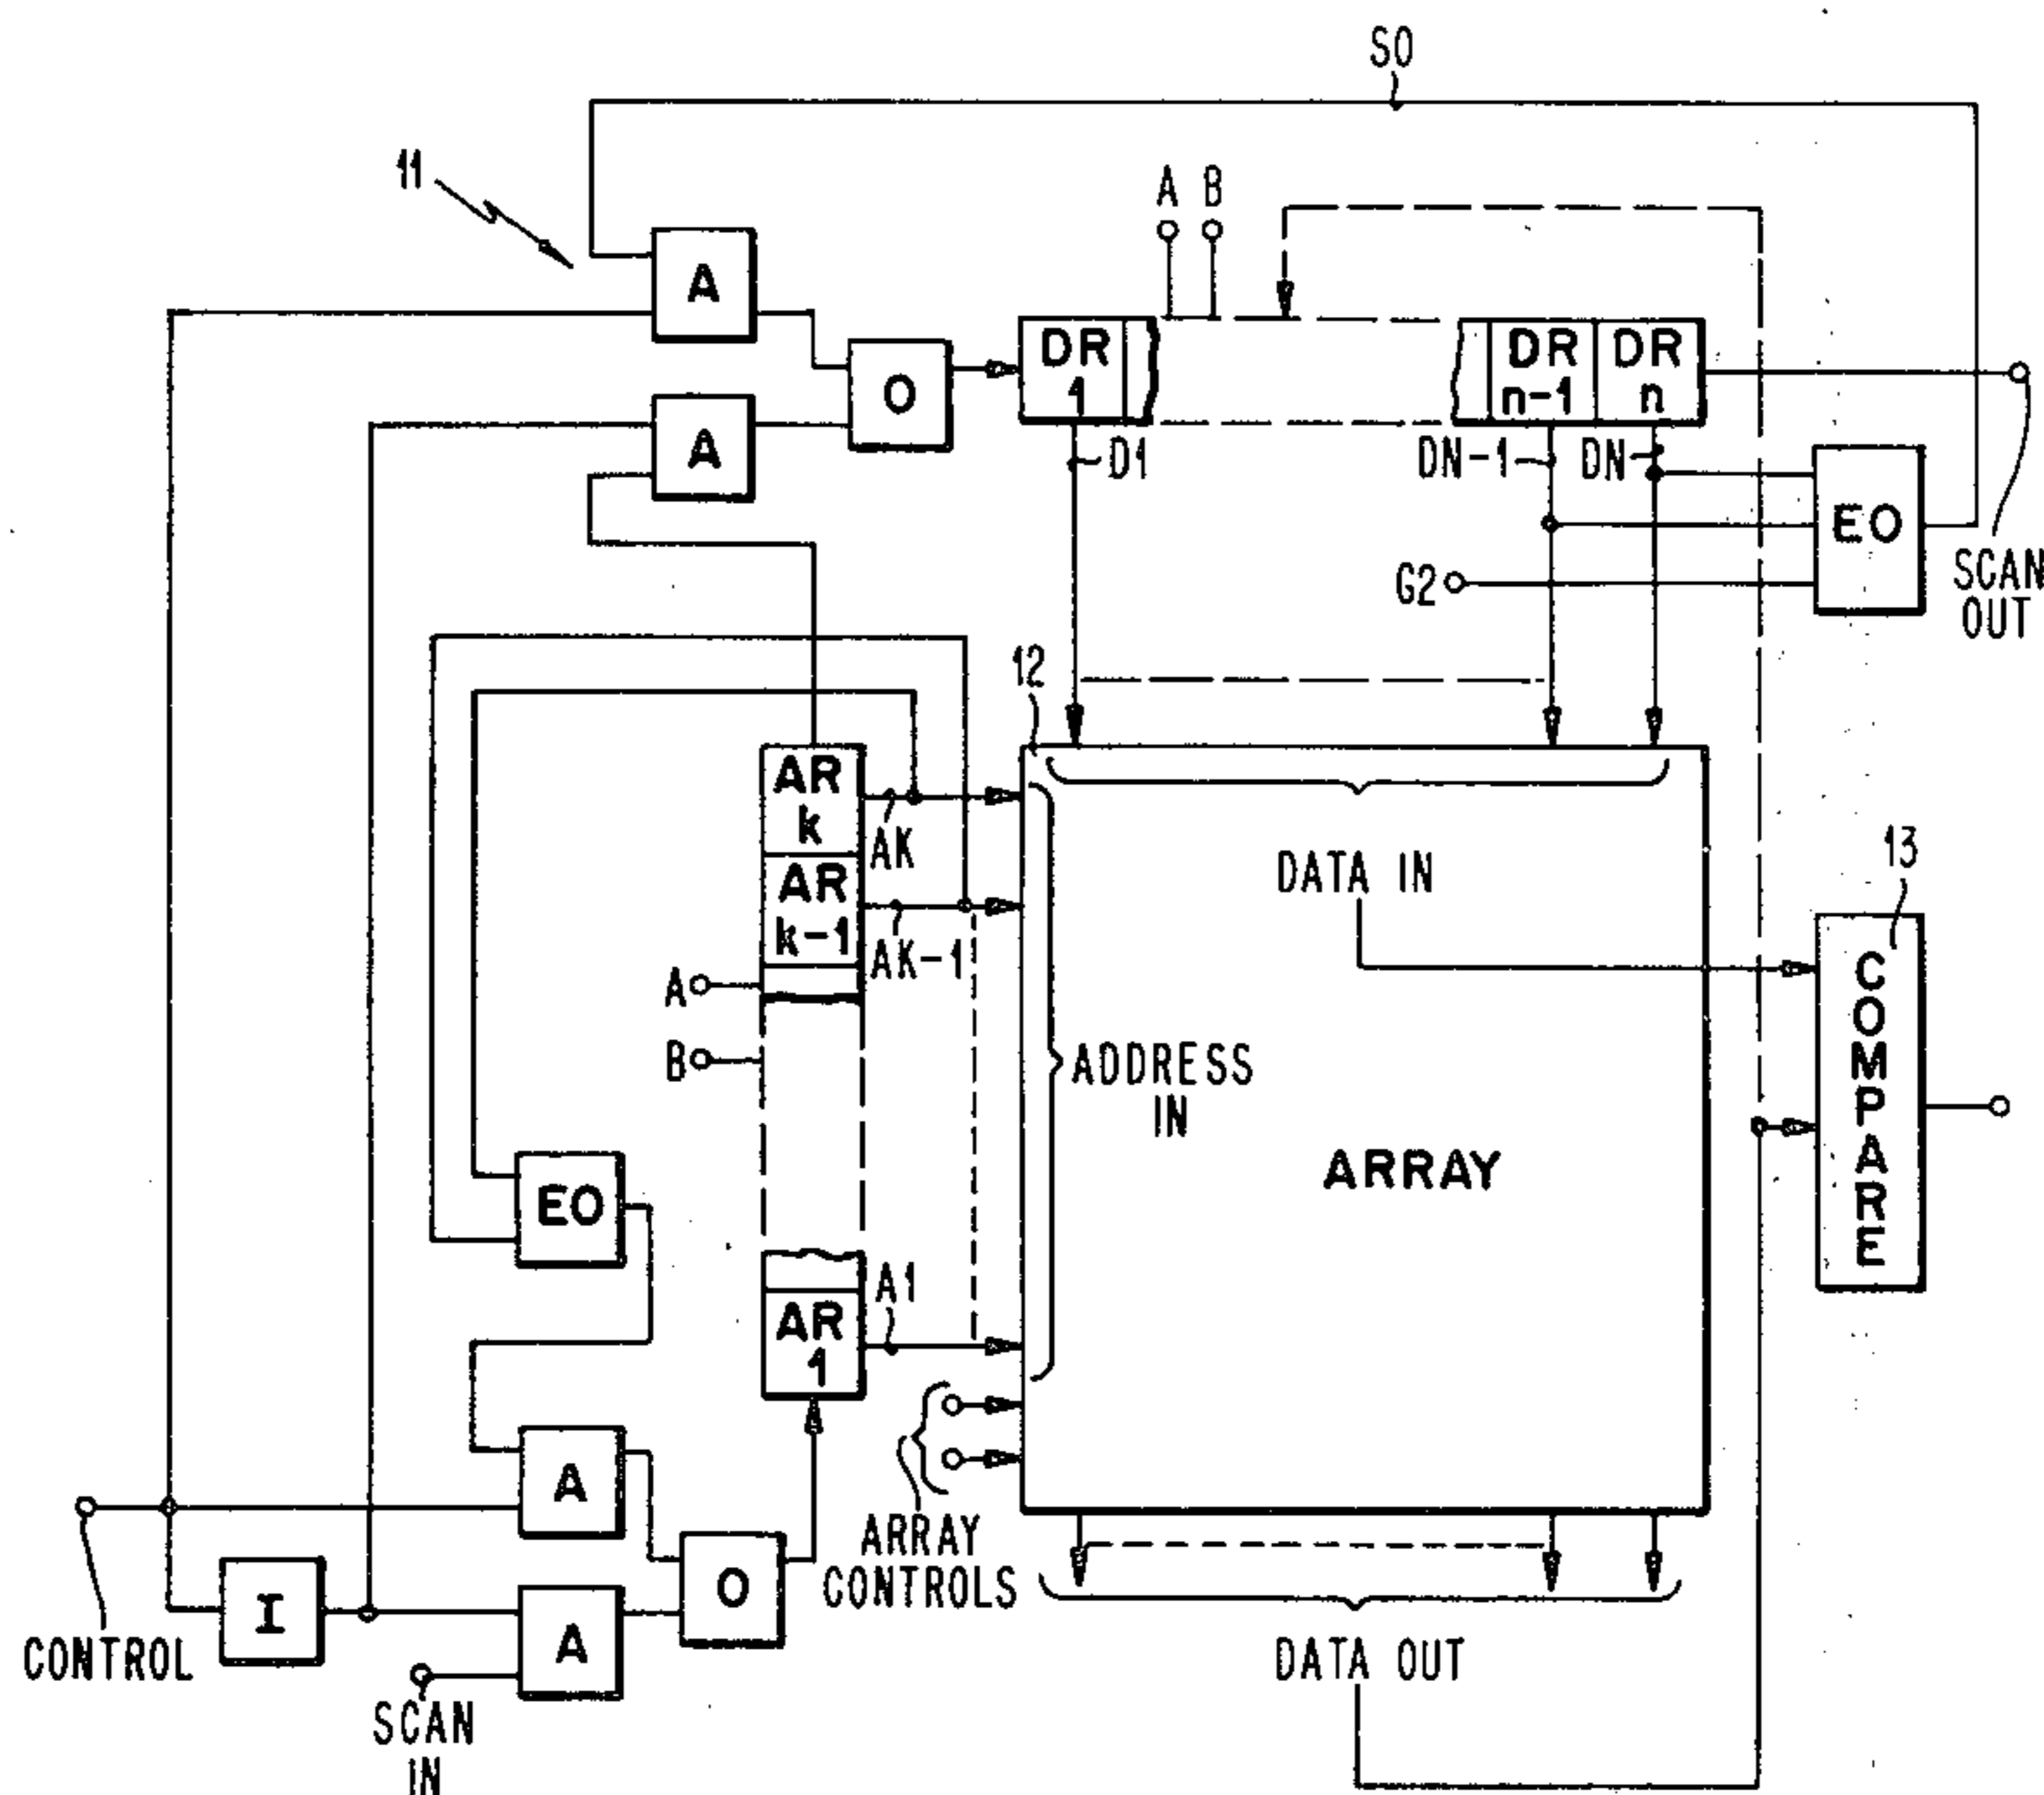 SO
11
A B
A
DR 1
DR n-1
DR n
O
A
D1
DN-1
DN
EO
SCAN OUT
G2
12
AR k
AK
AR k-1
AK-1
A
B
DATA IN
13
COMPARE
ADDRESS IN
ARRAY
EO
A1
AR 1
A
ARRAY CONTROLS
O
I
A
CONTROL
SCAN IN
DATA OUT